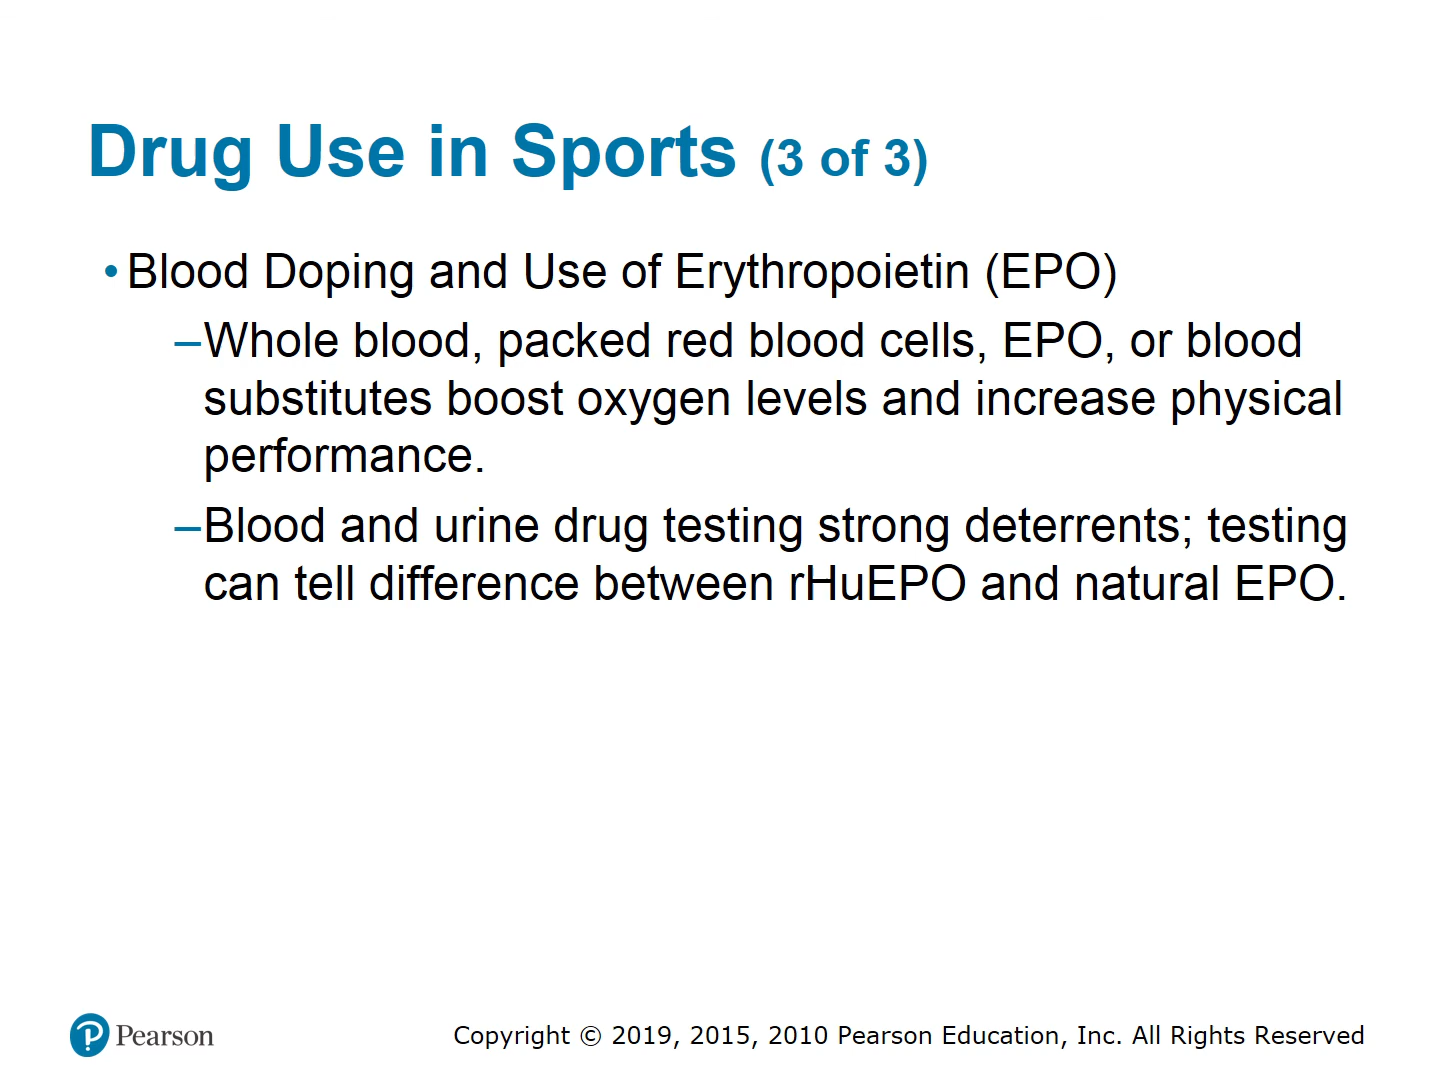 Drug Use in Sports (3 of 3)
• Blood Doping and Use of Erythropoietin (EPO)
–Whole blood, packed red blood cells, EPO, or blood
substitutes boost oxygen levels and increase physical
performance.
–Blood and urine drug testing strong deterrents; testing
can tell difference between rHuEPO and natural EPO.
Pearson
Copyright © 2019, 2015, 2010 Pearson Education, Inc. All Rights Reserved